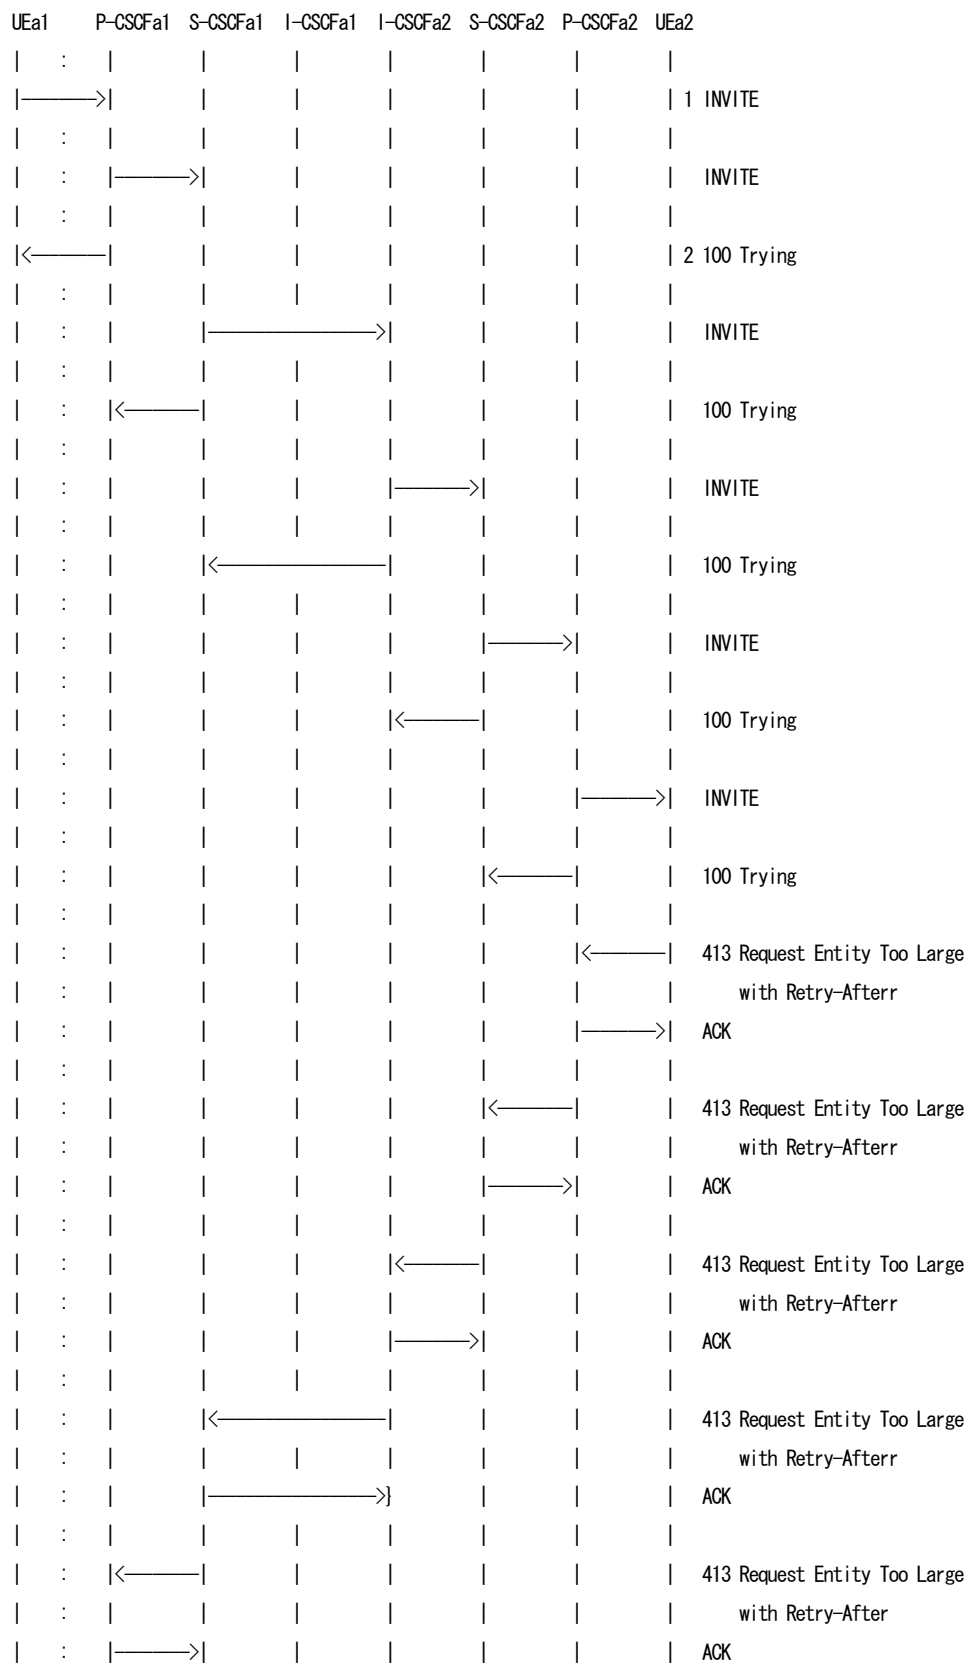 UEa1 P-CSCFa1 S-CSCFa1 I-CSCFa1 I-CSCFa2 S-CSCFa2 P-CSCFa2 UEa2
1 INVITE
INVITE
2 100 Trying
INVITE
100 Trying
INVITE
100 Trying
INVITE
100 Trying
INVITE
100 Trying
413 Request Entity Too Large
with Retry-Afterr
ACK
413 Request Entity Too Large
with Retry-Afterr
ACK
413 Request Entity Too Large
with Retry-Afterr
ACK
413 Request Entity Too Large
with Retry-Afterr
ACK
413 Request Entity Too Large
with Retry-After
ACK